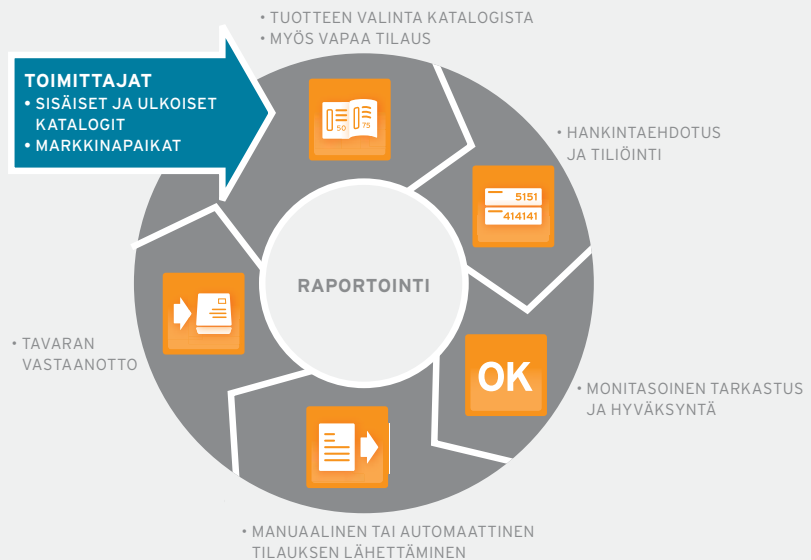 • TUOTTEEN VALINTA KATALOGISTA
• MYÖS VAPAA TILAUS
TOIMITTAJAT
• SISÄISET JA ULKOISET
KATALOGIT
• MARKKINAPAIKAT
50 75
• HANKINTAEHDOTUS
JA TILIÖINTI
5151
414141
RAPORTOINTI
• TAVARAN
VASTAANOTTO
OK
• MONITASOINEN TARKASTUS
JA HYVÄKSYNTÄ
• MANUAALINEN TAI AUTOMAATTINEN
TILAUKSEN LÄHETTÄMINEN